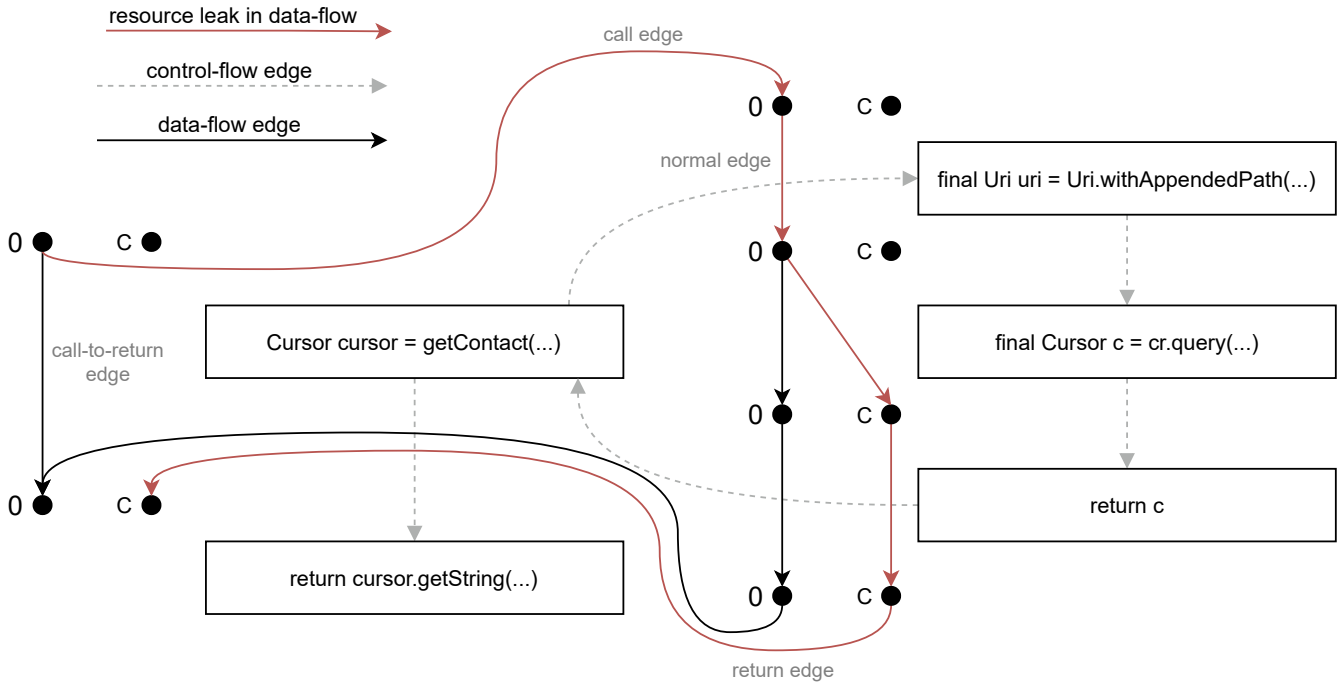 resource leak in data-flow
call edge
control-flow edge
0 C
data-flow edge
normal edge
final Uri uri = Uri.withAppendedPath(...)
0 C
0 C
Cursor cursor = getContact(...)
final Cursor c = cr.query(...)
call-to-return
edge
0 C
0 C
return c
return cursor.getString(...)
0 C
return edge